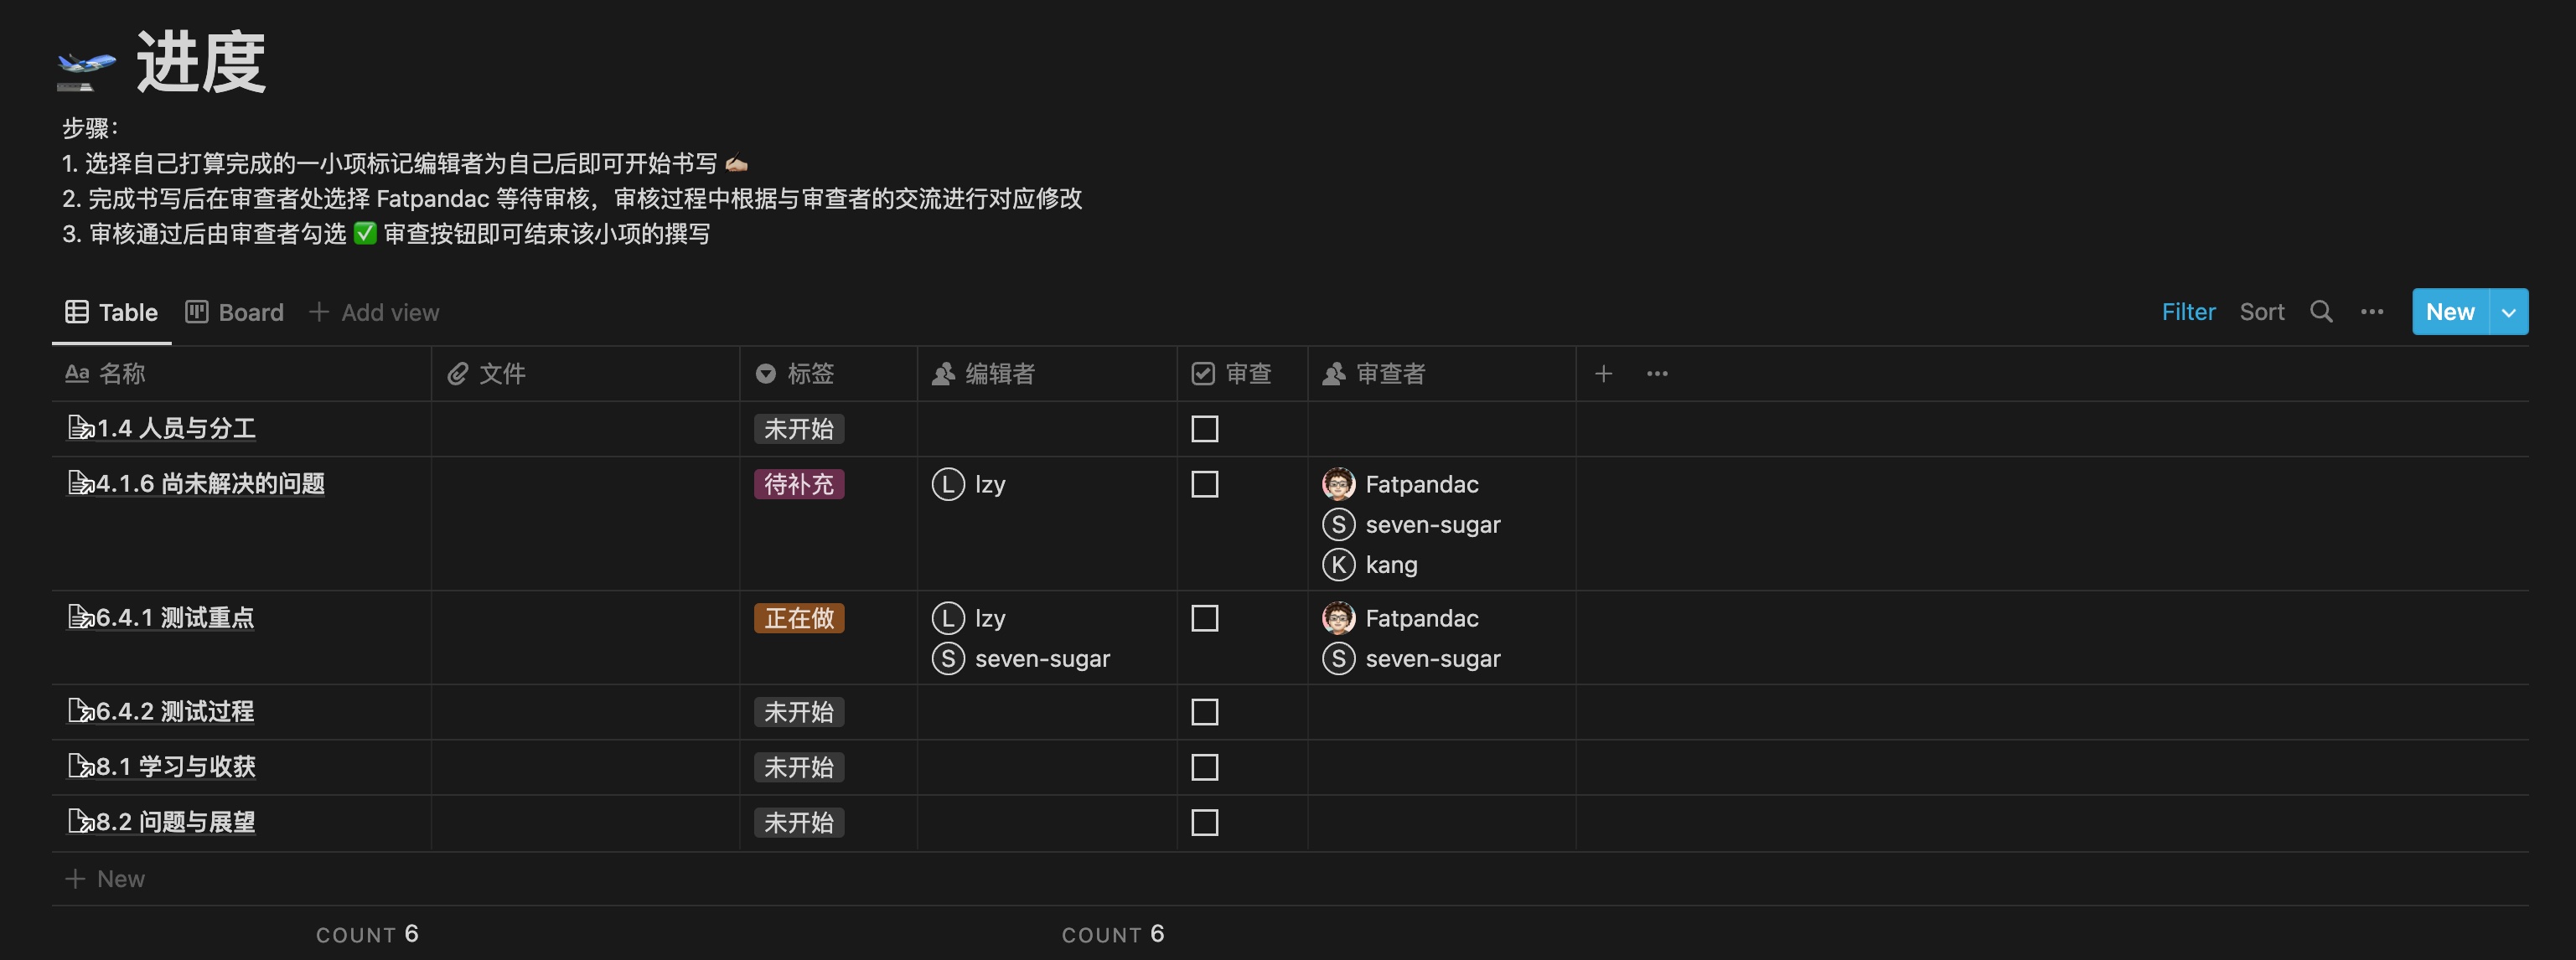 进度
步骤：
1. 选择自己打算完成的一小项标记编辑者为自己后即可开始书写 ✍🏼
2. 完成书写后在审查者处选择 Fatpandac 等待审核，审核过程中根据与审查者的交流进行对应修改
3. 审核通过后由审查者勾选 ✅ 审查按钮即可结束该小项的撰写
Table Board + Add view Filter Sort New
Aa 名称 文件 标签 编辑者 审查 审查者
1.4 人员与分工 未开始
4.1.6 尚未解决的问题 待补充 L lzy Fatpandac
S seven-sugar
K kang
6.4.1 测试重点 正在做 L lzy Fatpandac
S seven-sugar S seven-sugar
6.4.2 测试过程 未开始
8.1 学习与收获 未开始
8.2 问题与展望 未开始
+ New
COUNT 6 COUNT 6